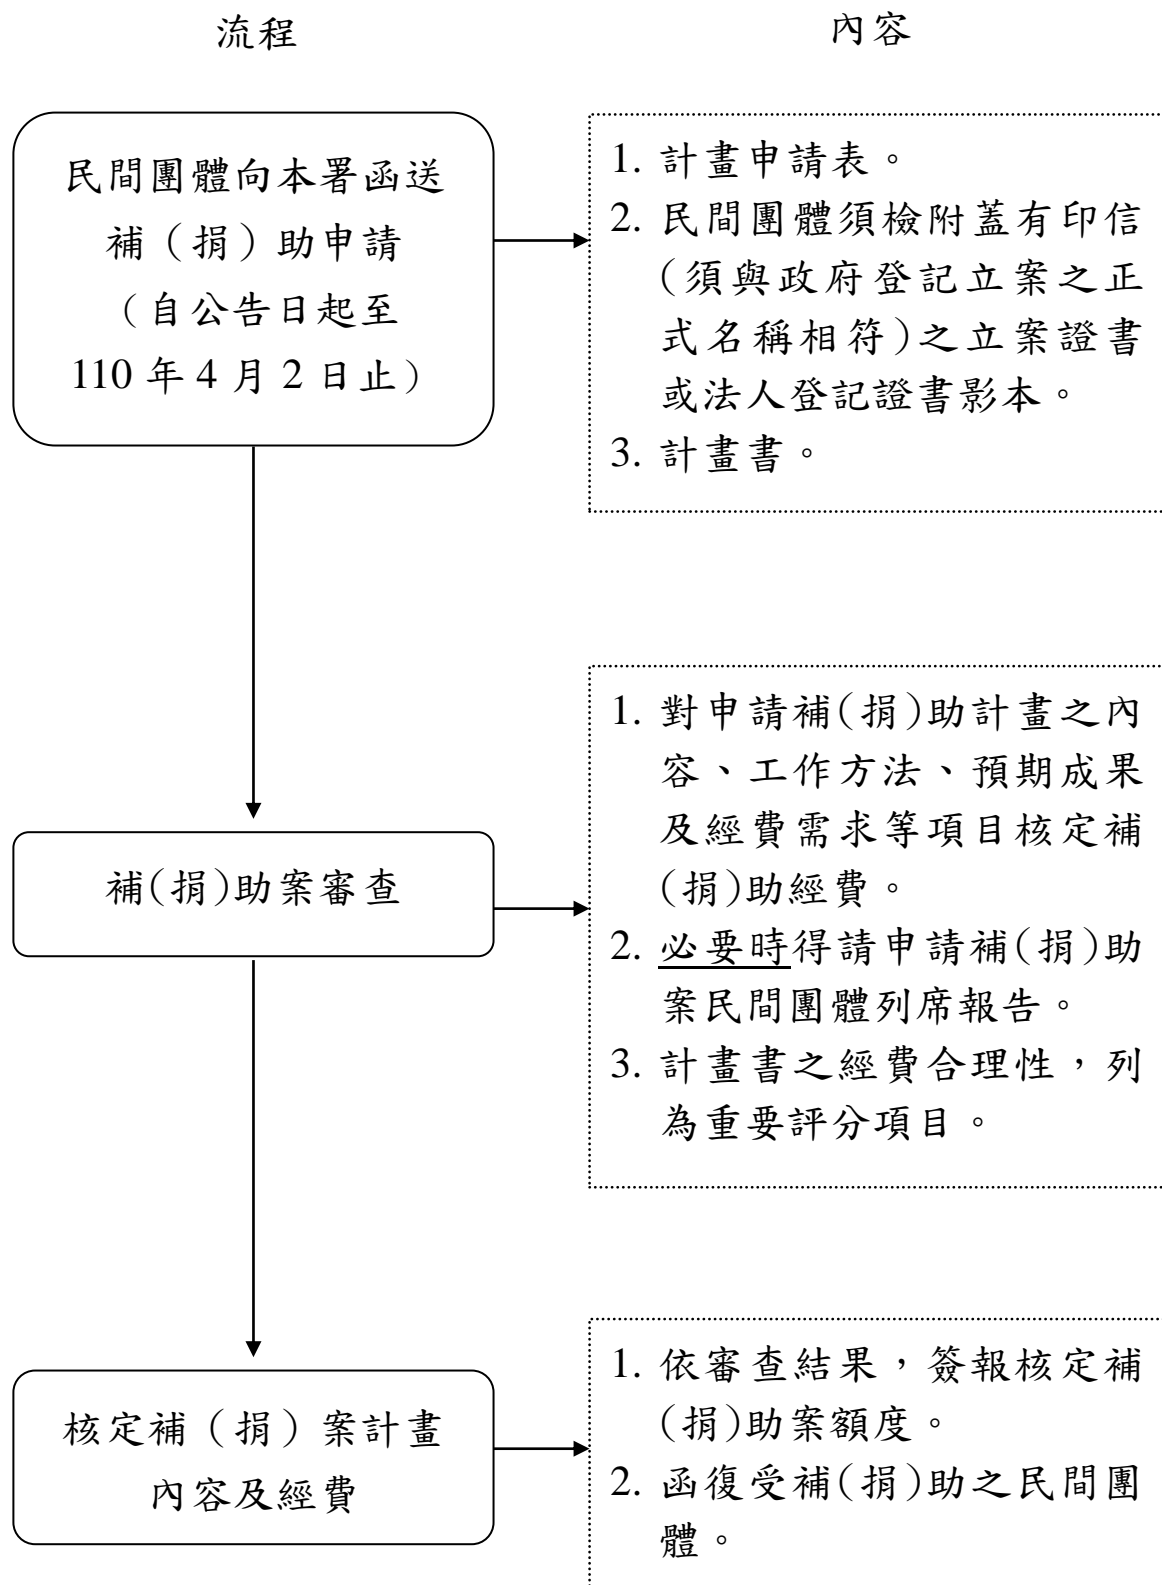 流程
內容
民間團體向本署函送
補（捐）助申請
（自公告日起至
110 年 4 月 2 日止）
1. 計畫申請表。
2. 民間團體須檢附蓋有印信
(須與政府登記立案之正
式名稱相符)之立案證書
或法人登記證書影本。
3. 計畫書。
補(捐)助案審查
1. 對申請補(捐)助計畫之內
容、工作方法、預期成果
及經費需求等項目核定補
(捐)助經費。
2. 必要時得請申請補(捐)助
案民間團體列席報告。
3. 計畫書之經費合理性，列
為重要評分項目。
核定補（捐）案計畫
內容及經費
1. 依審查結果，簽報核定補
(捐)助案額度。
2. 函復受補(捐)助之民間團
體。